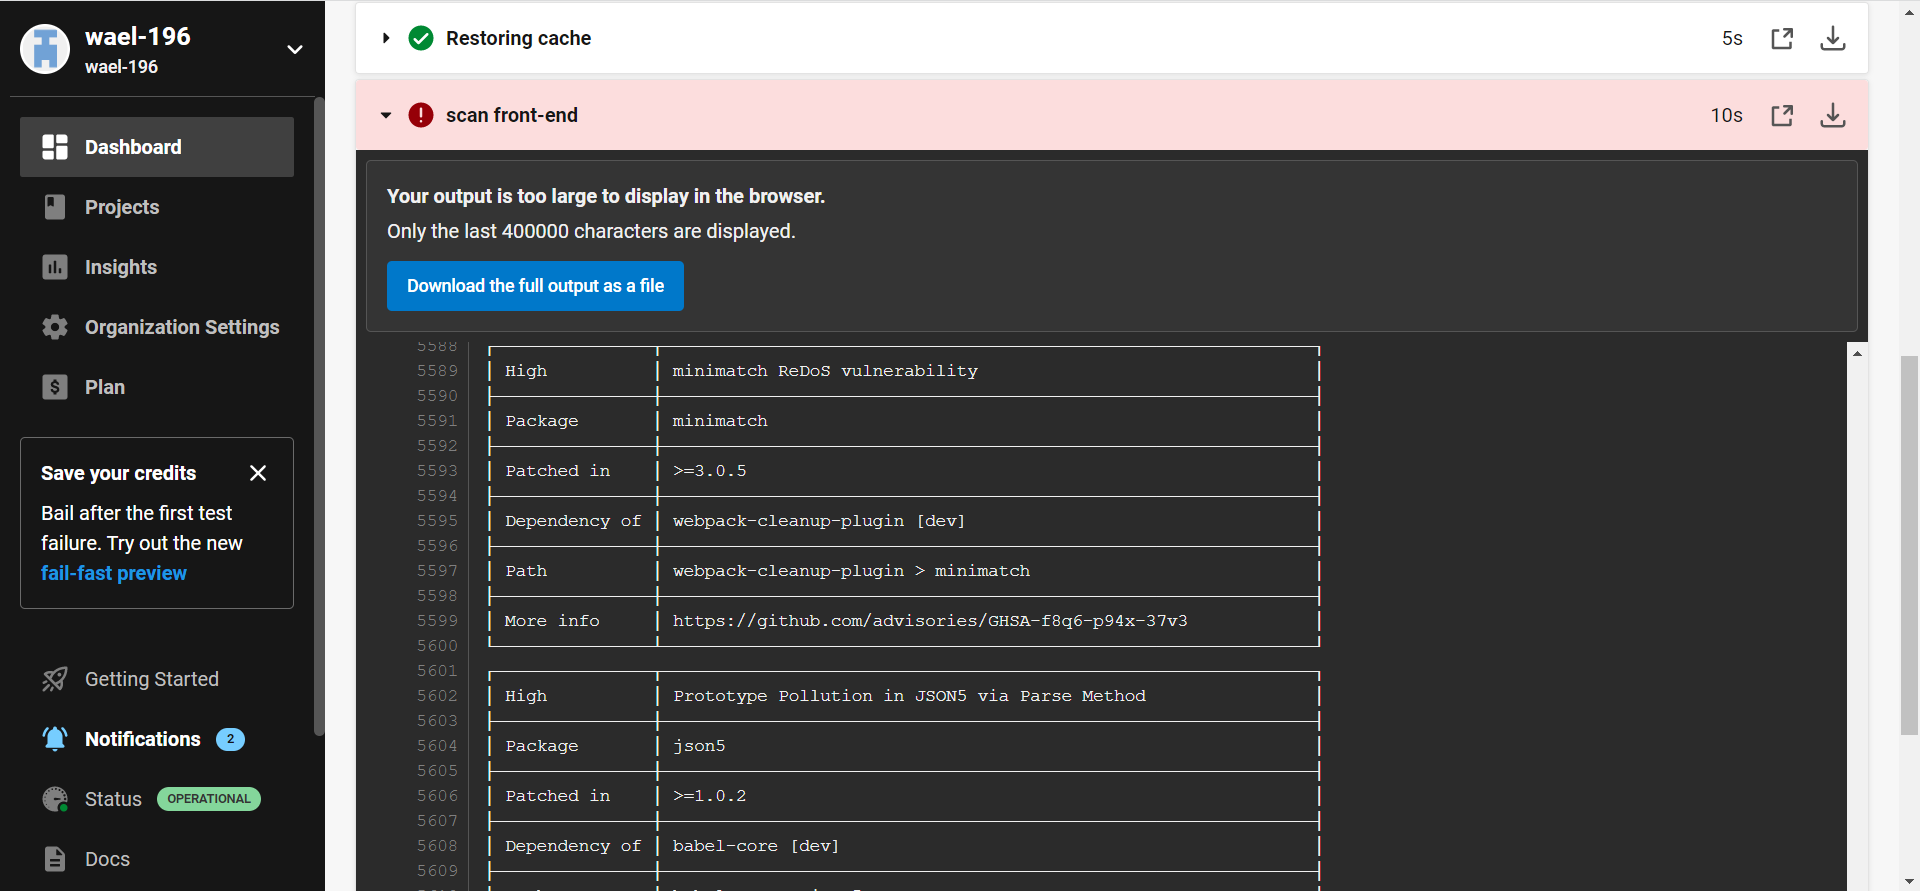 wael-196
wael-196
Dashboard
Projects
Insights
Organization Settings
Plan
Save your credits
Bail after the first test
failure. Try out the new
fail-fast preview
Getting Started
Notifications 2
Status OPERATIONAL
Docs
Restoring cache 5s
scan front-end 10s
Your output is too large to display in the browser.
Only the last 400000 characters are displayed.
Download the full output as a file
5588
5589 High minimatch ReDoS vulnerability
5590
5591 Package minimatch
5592
5593 Patched in >=3.0.5
5594
5595 Dependency of webpack-cleanup-plugin [dev]
5596
5597 Path webpack-cleanup-plugin > minimatch
5598
5599 More info https://github.com/advisories/GHSA-f8q6-p94x-37v3
5600
5601
5602 High Prototype Pollution in JSON5 via Parse Method
5603
5604 Package json5
5605
5606 Patched in >=1.0.2
5607
5608 Dependency of babel-core [dev]
5609